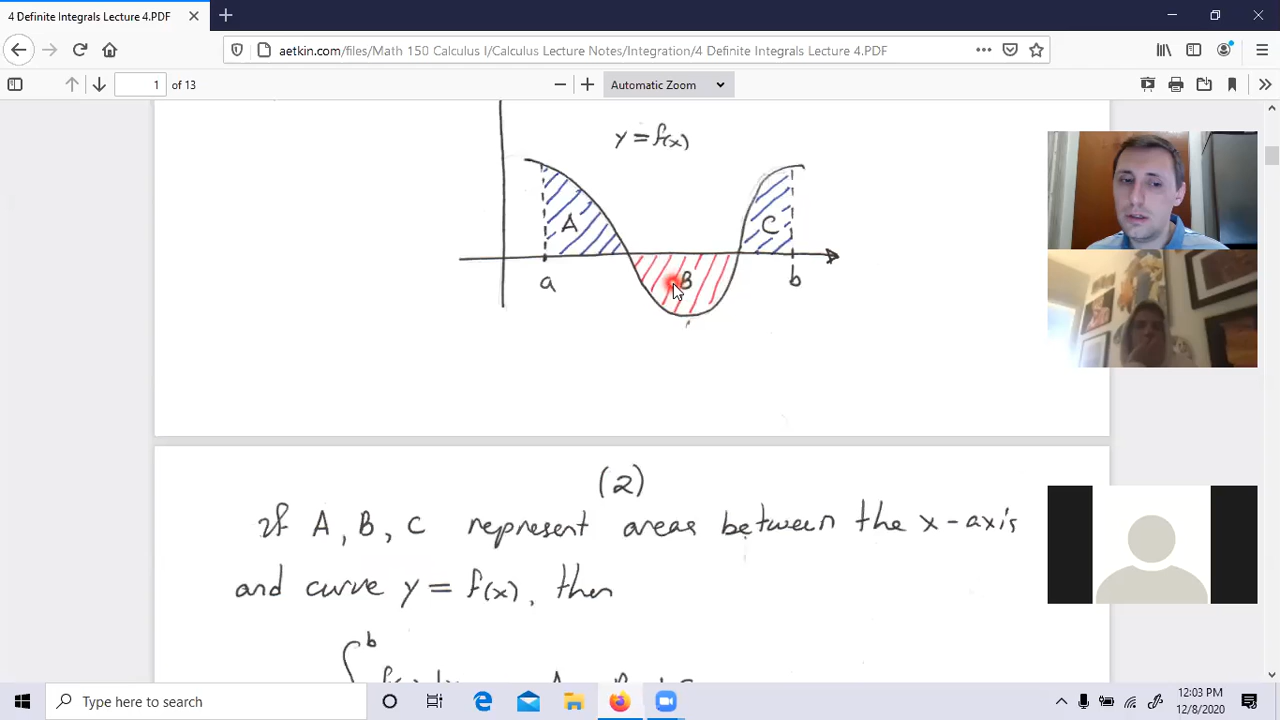 4 Definite Integrals Lecture 4.PDF
aetkin.com/files/Math 150 Calculus I/Calculus Lecture Notes/Integration/4 Definite Integrals Lecture 4.PDF
1 of 13
Automatic Zoom
y = f(x)
A
C
B
a
b
(2)
If A, B, C represent areas between the x-axis
and curve y = f(x), then
b
Type here to search
12:03 PM
12/8/2020